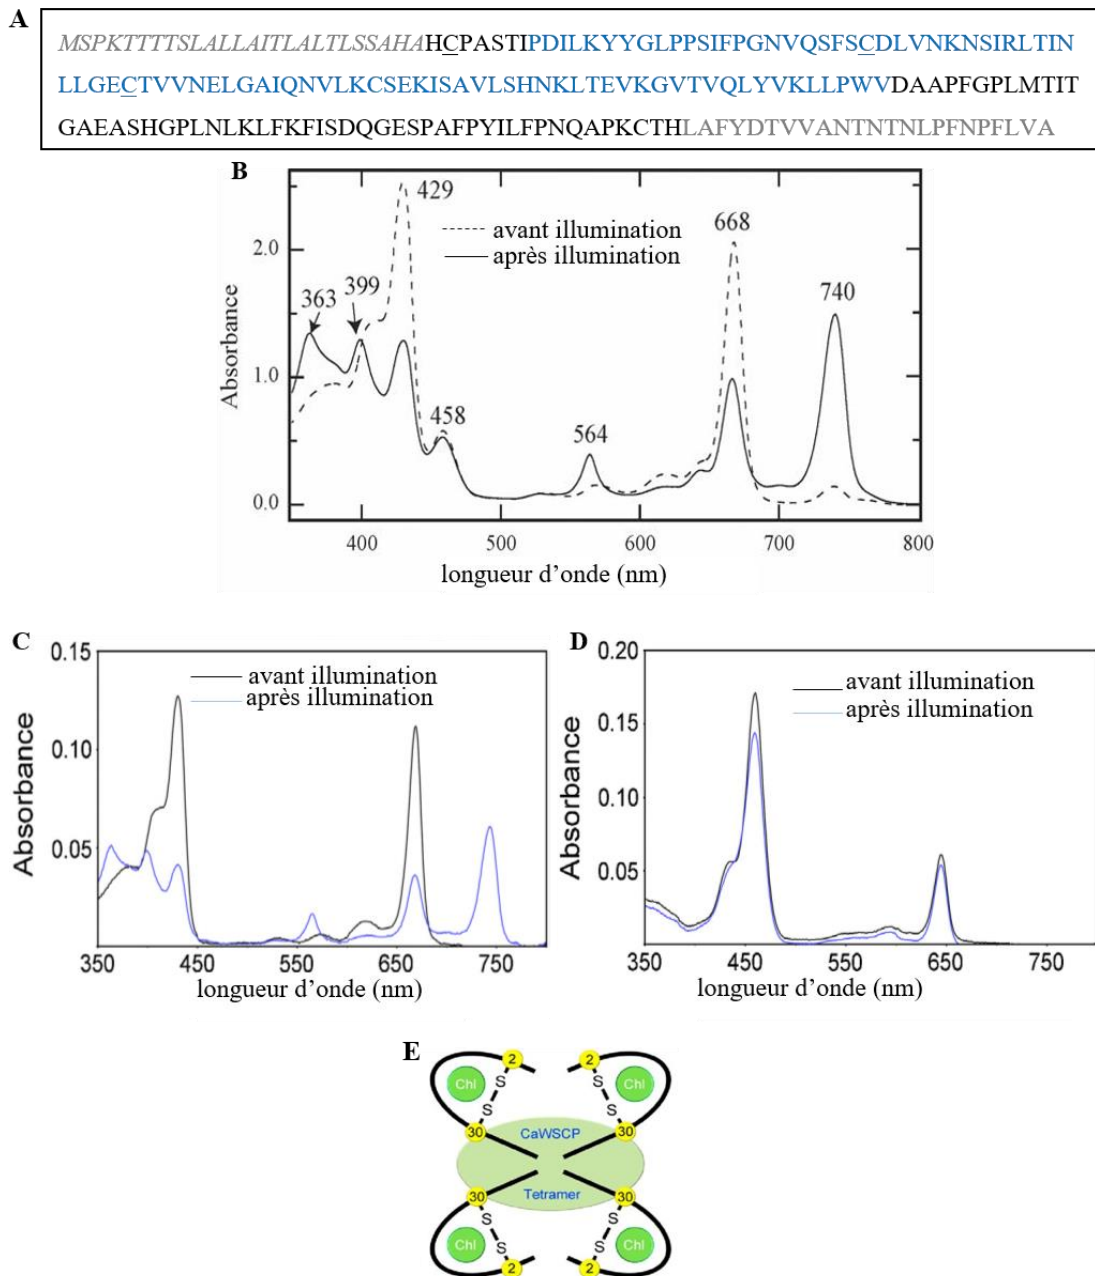 A
MSPKTTTTSLALLAITLALTLSSAHAHCPASTIPDILKYYGLPPSIFPGNVQSFSCDLVNKNSIRLTIN
LLGECTVVNELGAIQNVLKCSEKISAVLSHNKLTEVKGVTVQLYVKLLPWVDAAPFGPLMTIT
GAEASHGPLNLKLFKFISDQGESPAFPYILFPNQAPKCTHLAFYDTVVANTNTNLPFNPFLVA
B
429
avant illumination
après illumination
668
740
363
399
458
564
Absorbance
2.0
1.0
0.0
400
500
600
700
800
longueur d’onde (nm)
C
0.15
0.10
0.05
Absorbance
avant illumination
après illumination
350
450
550
650
750
longueur d’onde (nm)
D
0.20
0.15
0.10
0.05
Absorbance
avant illumination
après illumination
350
450
550
650
750
longueur d’onde (nm)
E
2
2
Chl
S
S
S
S
Chl
30
CaWSCP
30
30
Tetramer
30
Chl
S
S
S
S
Chl
2
2